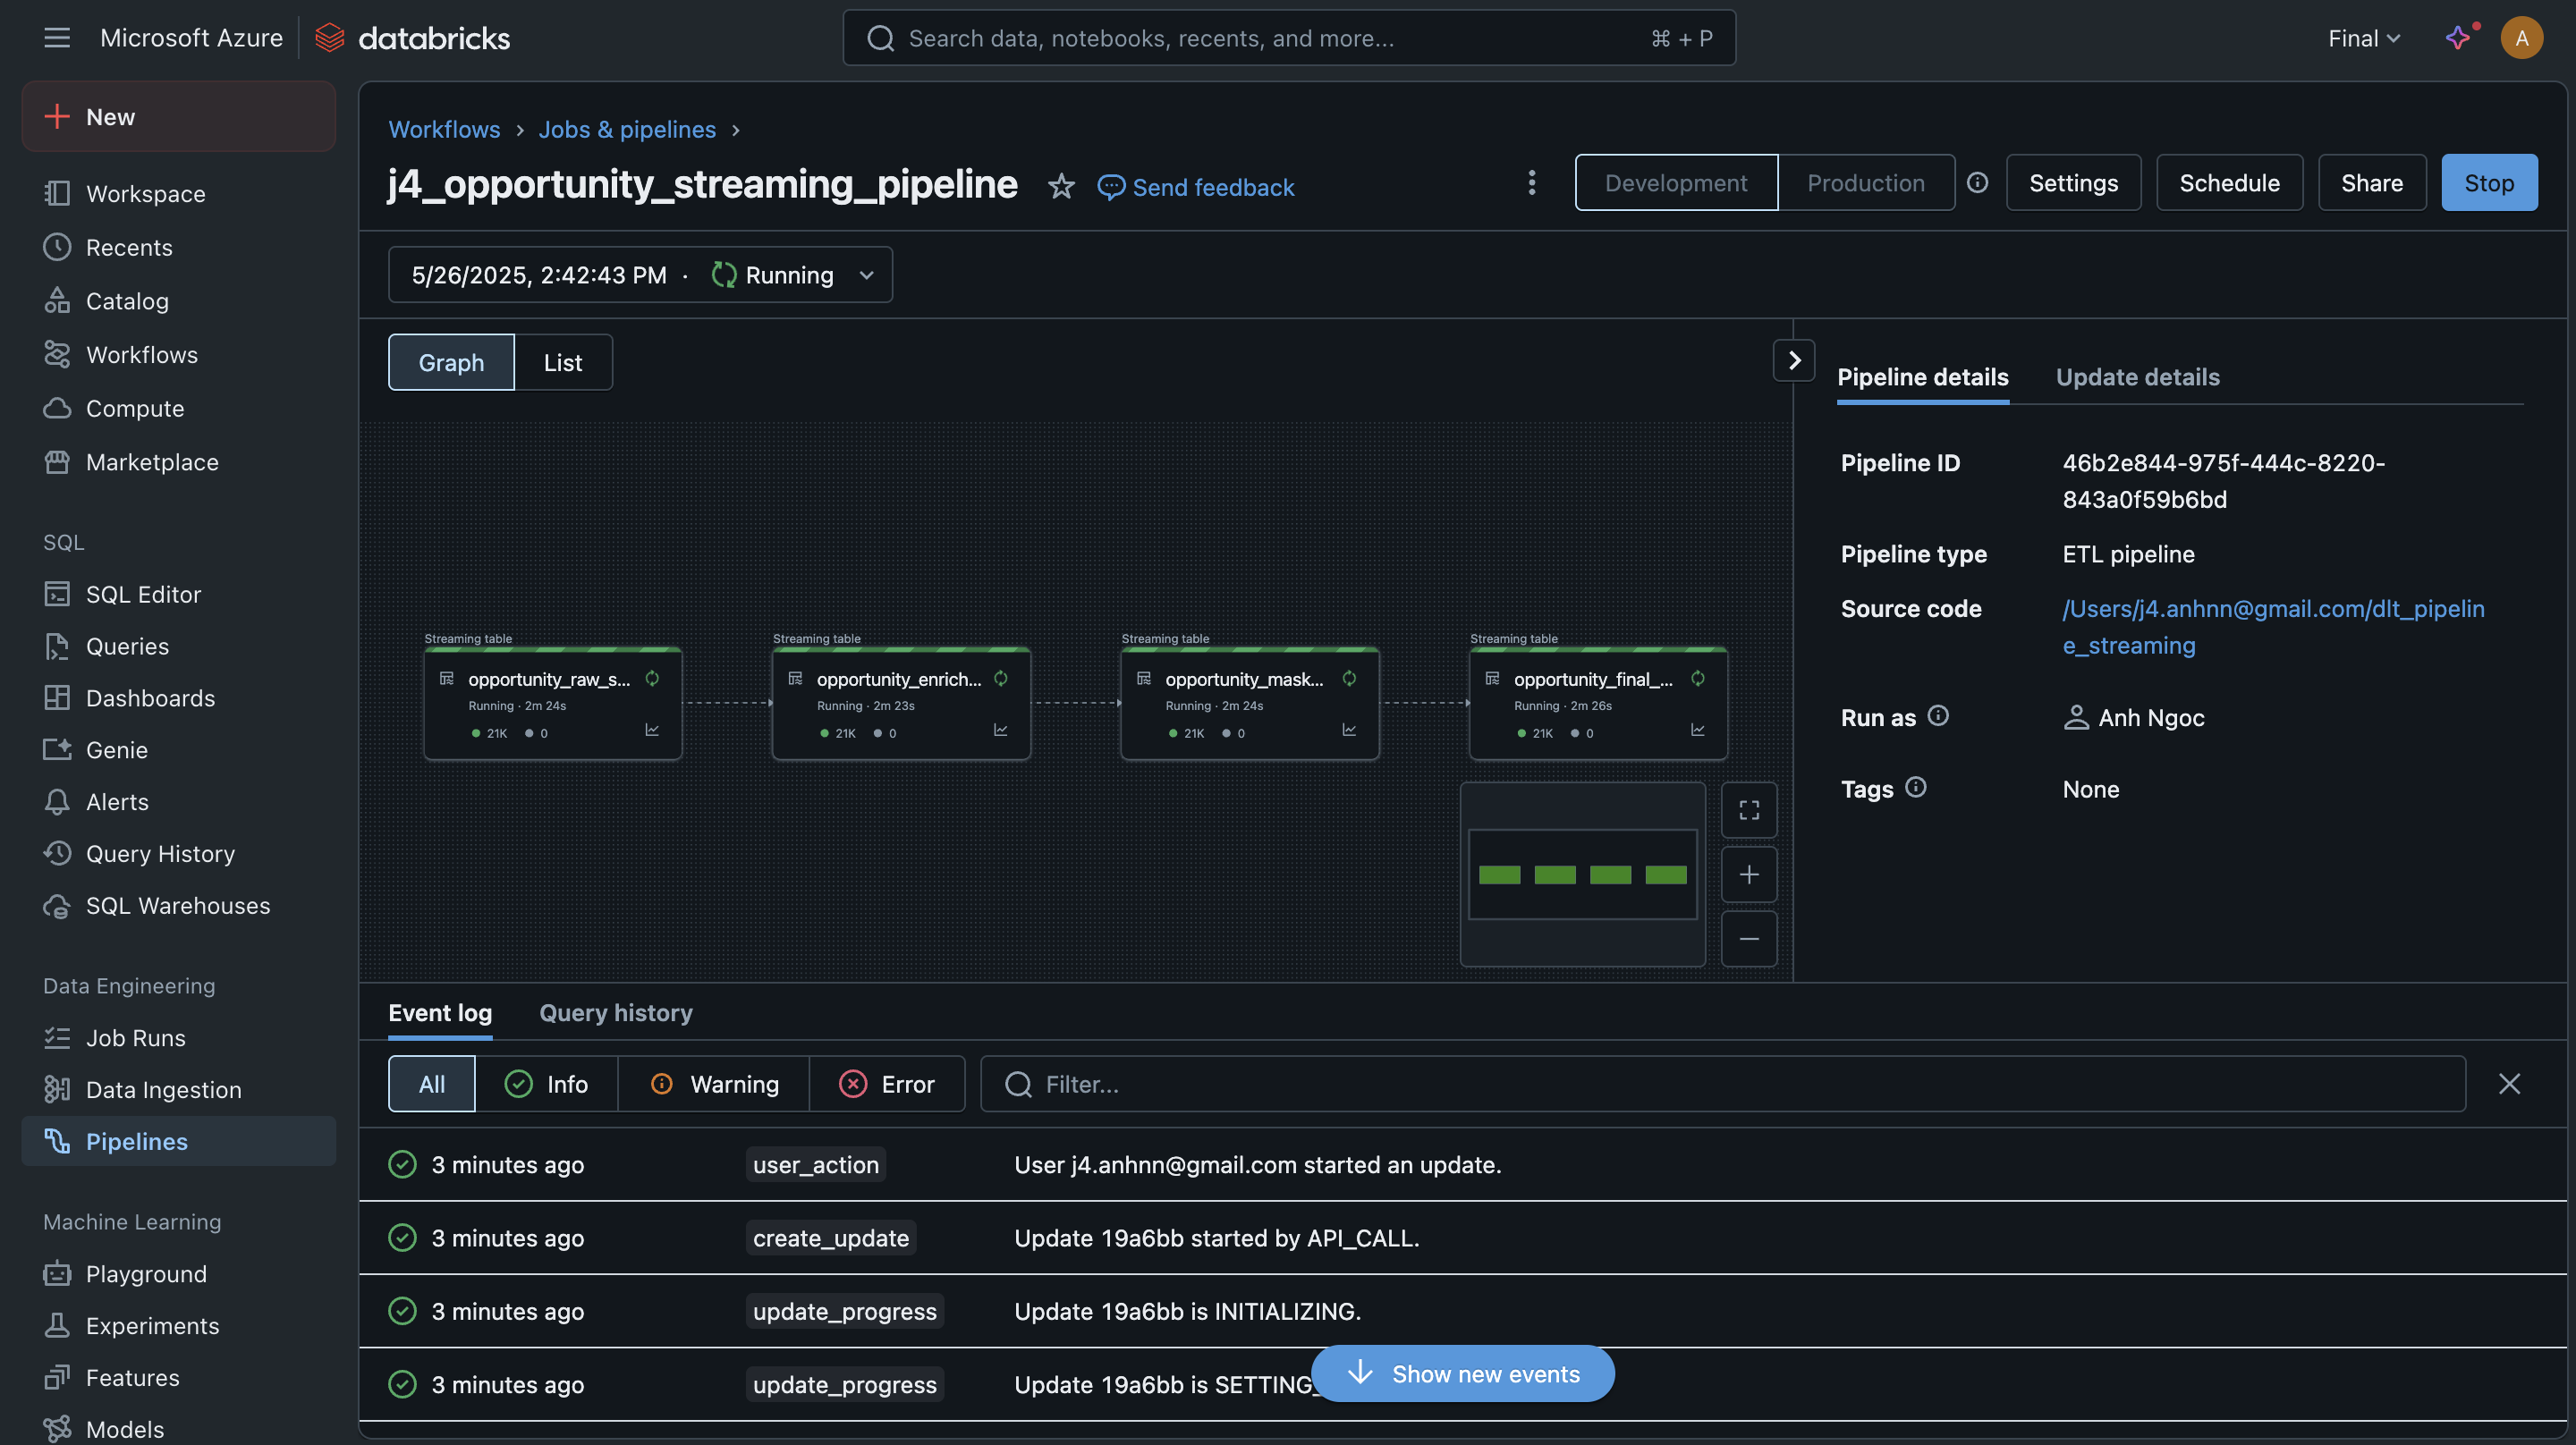 Microsoft Azure
databricks
Search data, notebooks, recents, and more...
⌘ + P
Final
A
New
Workspace
Recents
Catalog
Workflows
Compute
Marketplace
SQL
SQL Editor
Queries
Dashboards
Genie
Alerts
Query History
SQL Warehouses
Data Engineering
Job Runs
Data Ingestion
Pipelines
Machine Learning
Playground
Experiments
Features
Models
Workflows › Jobs & pipelines ›
j4_opportunity_streaming_pipeline
Send feedback
Development
Production
Settings
Schedule
Share
Stop
5/26/2025, 2:42:43 PM · Running
Graph
List
Streaming table
opportunity_raw_s...
Running · 2m 24s
21K 0
Streaming table
opportunity_enrich...
Running · 2m 23s
21K 0
Streaming table
opportunity_mask...
Running · 2m 24s
21K 0
Streaming table
opportunity_final_...
Running · 2m 26s
21K 0
Pipeline details
Update details
Pipeline ID
46b2e844-975f-444c-8220-
843a0f59b6bd
Pipeline type
ETL pipeline
Source code
/Users/j4.anhnn@gmail.com/dlt_pipelin
e_streaming
Run as
Anh Ngoc
Tags
None
Event log
Query history
All
Info
Warning
Error
Filter...
3 minutes ago user_action User j4.anhnn@gmail.com started an update.
3 minutes ago create_update Update 19a6bb started by API_CALL.
3 minutes ago update_progress Update 19a6bb is INITIALIZING.
3 minutes ago update_progress Update 19a6bb is SETTING_
Show new events